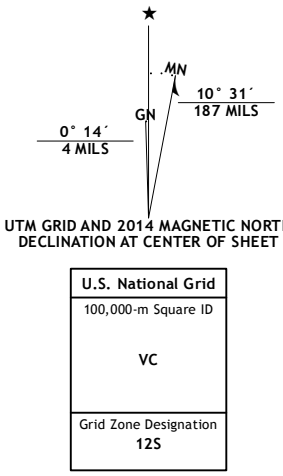 ★
MN
GN
10° 31´
187 MILS
0° 14´
4 MILS
UTM GRID AND 2014 MAGNETIC NORTH
DECLINATION AT CENTER OF SHEET
U.S. National Grid
100,000-m Square ID
VC
Grid Zone Designation
12S